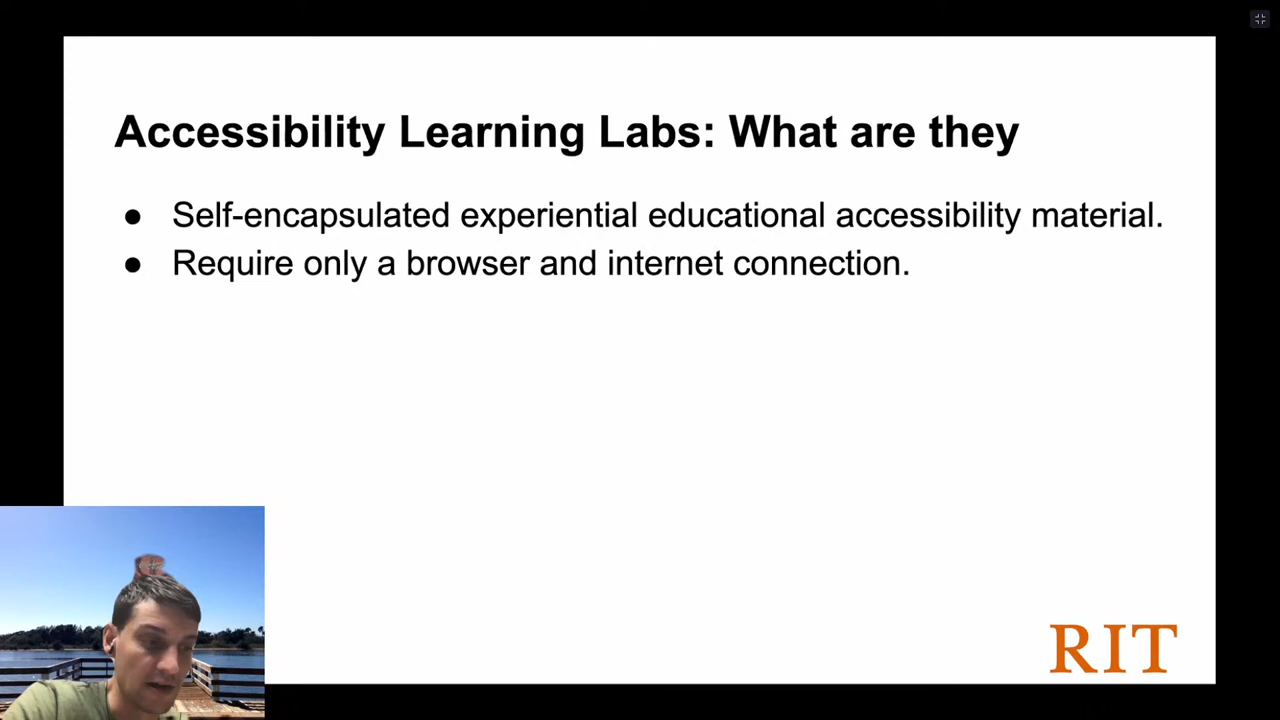 Accessibility Learning Labs: What are they
● Self-encapsulated experiential educational accessibility material.
● Require only a browser and internet connection.
RIT